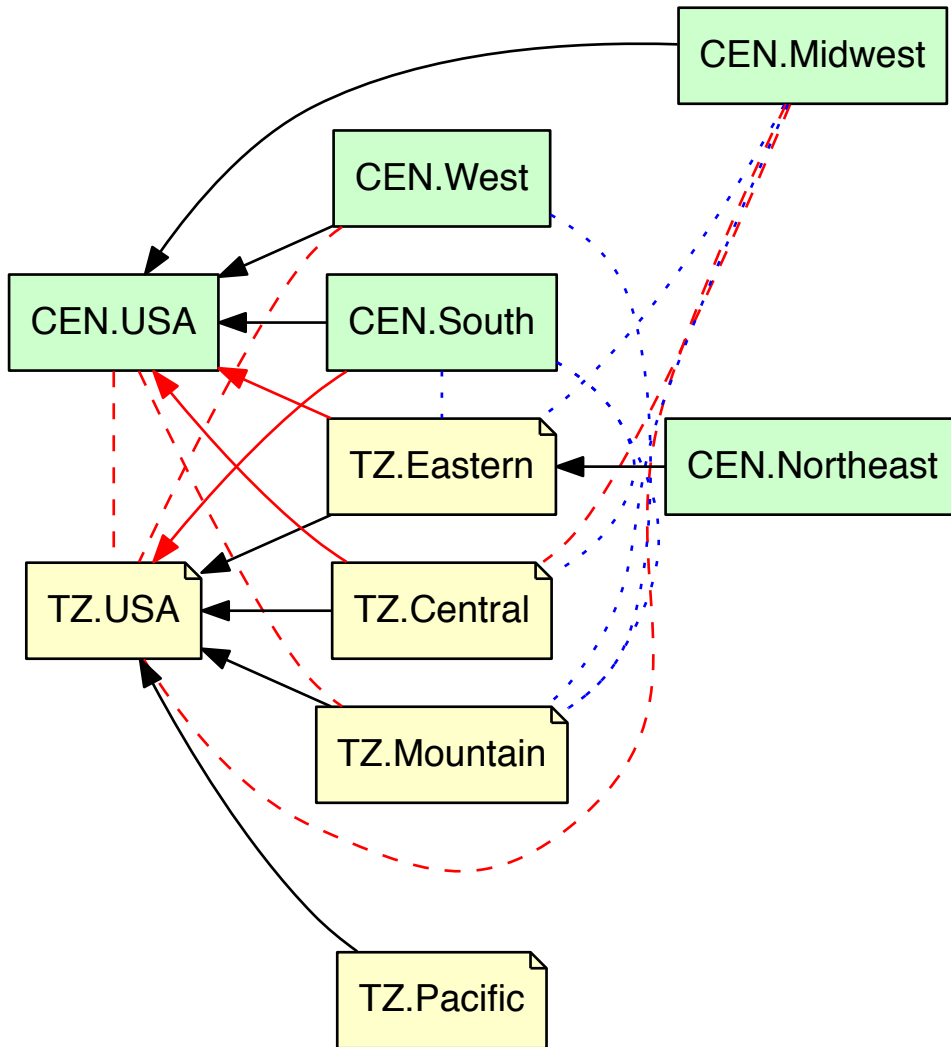 CEN.Midwest
CEN.West
CEN.USA
CEN.South
TZ.Eastern
CEN.Northeast
TZ.USA
TZ.Central
TZ.Mountain
TZ.Pacific